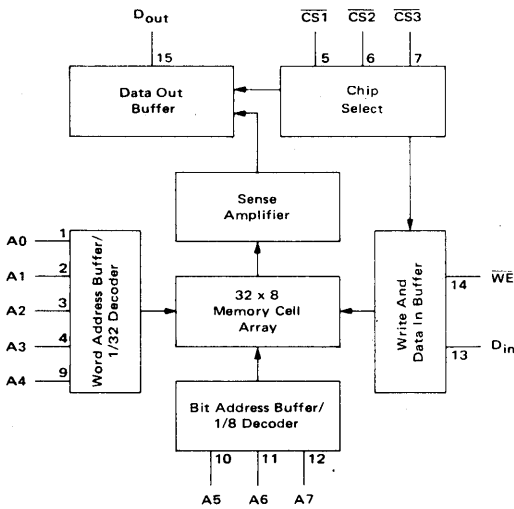 Dout
CS1 CS2 CS3
15
5 6 7
Data Out
Buffer
Chip
Select
Sense
Amplifier
A0 1
A1 2
A2 3
A3 4
A4 9
Word Address Buffer/
1/32 Decoder
32 x 8
Memory Cell
Array
Write And
Data In Buffer
14 WE
13 Din
Bit Address Buffer/
1/8 Decoder
10 11 12
A5 A6 A7